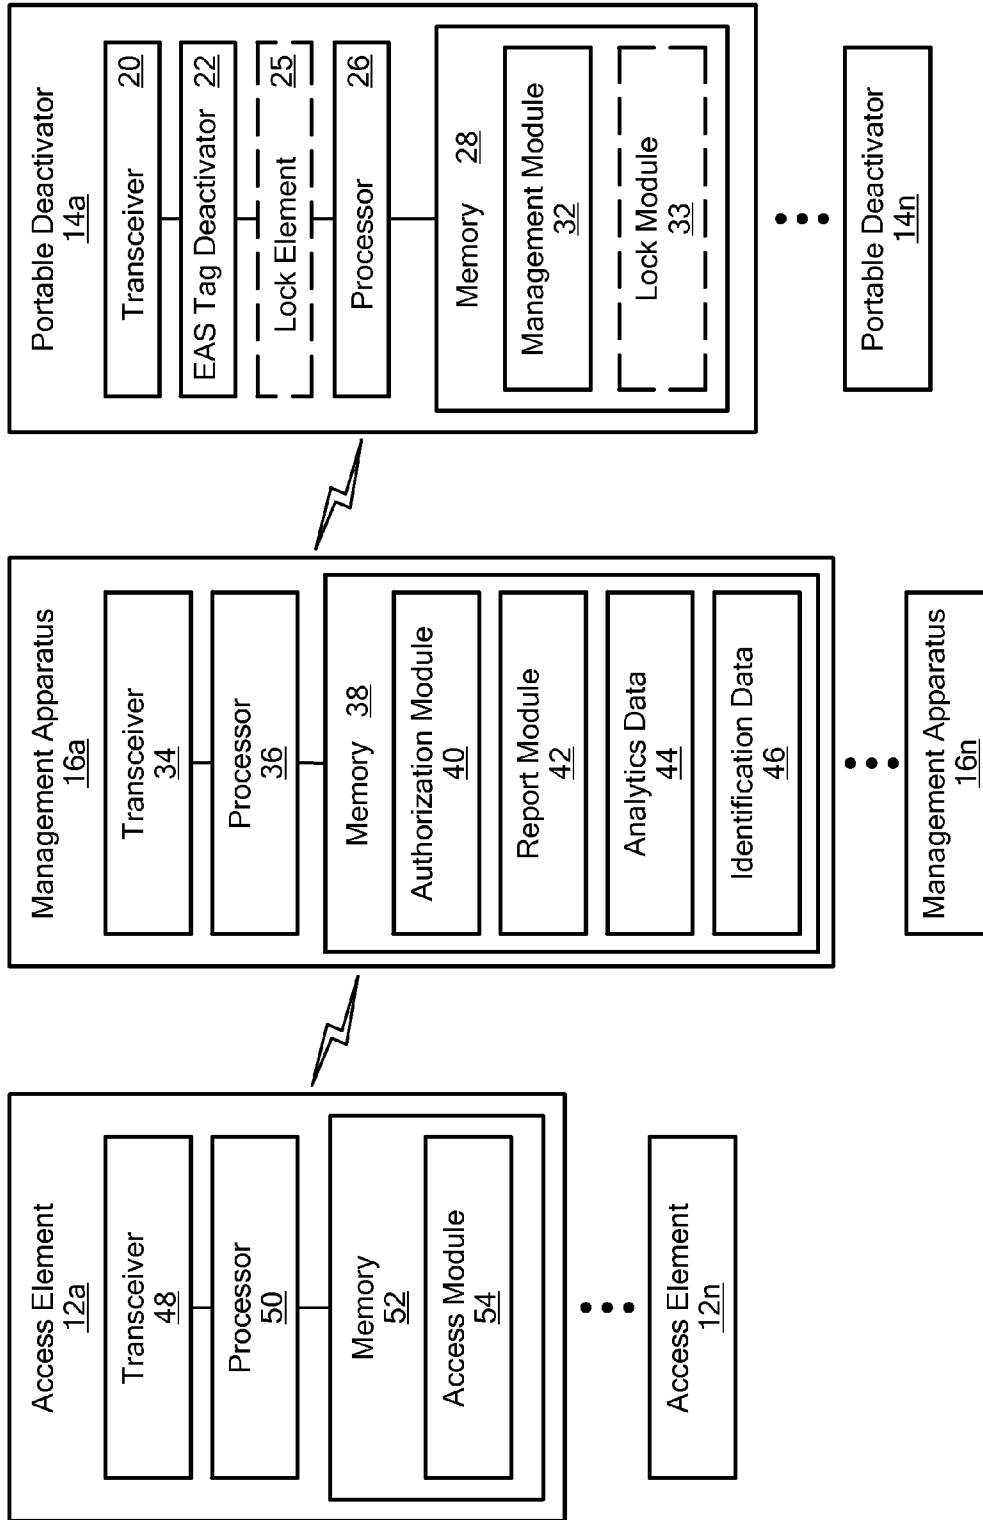 Access Element
12a
Transceiver
48
Processor
50
Memory
52
Access Module
54
Access Element
12n
Management Apparatus
16a
Transceiver
34
Processor
36
Memory 38
Authorization Module
40
Report Module
42
Analytics Data
44
Identification Data
46
Management Apparatus
16n
Portable Deactivator
14a
Transceiver 20
EAS Tag Deactivator 22
Lock Element 25
Processor 26
Memory 28
Management Module
32
Lock Module
33
Portable Deactivator
14n